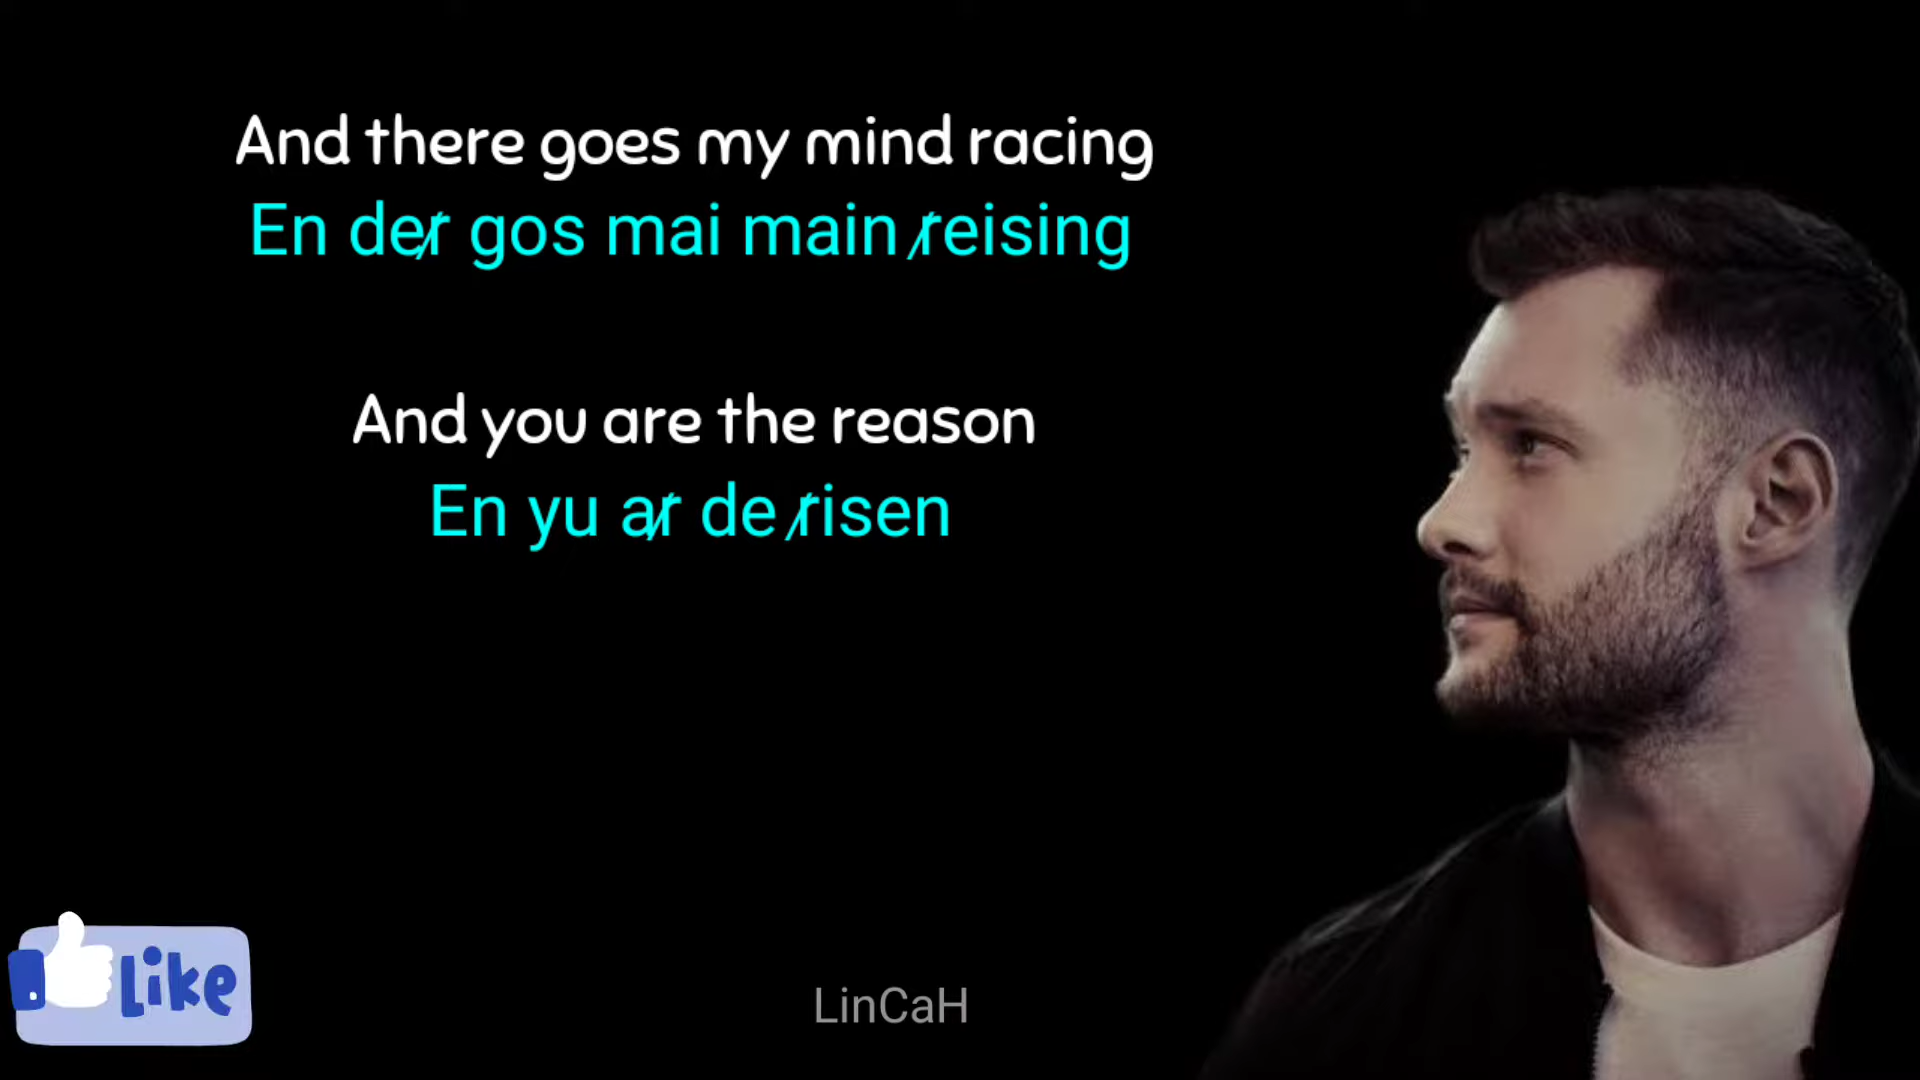 And there goes my mind racing
En der gos mai main reising
And you are the reason
En yu ar de risen
Like
LinCaH